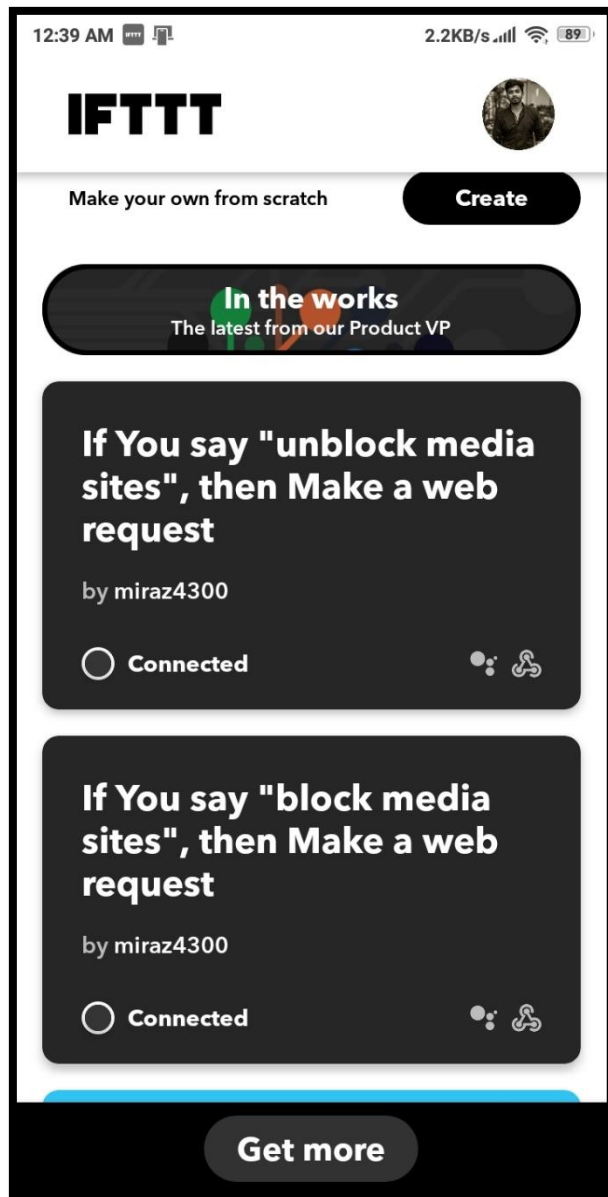 12:39 AM IFTTT 2.2KB/s 89
IFTTT
Make your own from scratch
Create
In the works
The latest from our Product VP
If You say "unblock media
sites", then Make a web
request
by miraz4300
Connected
If You say "block media
sites", then Make a web
request
by miraz4300
Connected
Get more